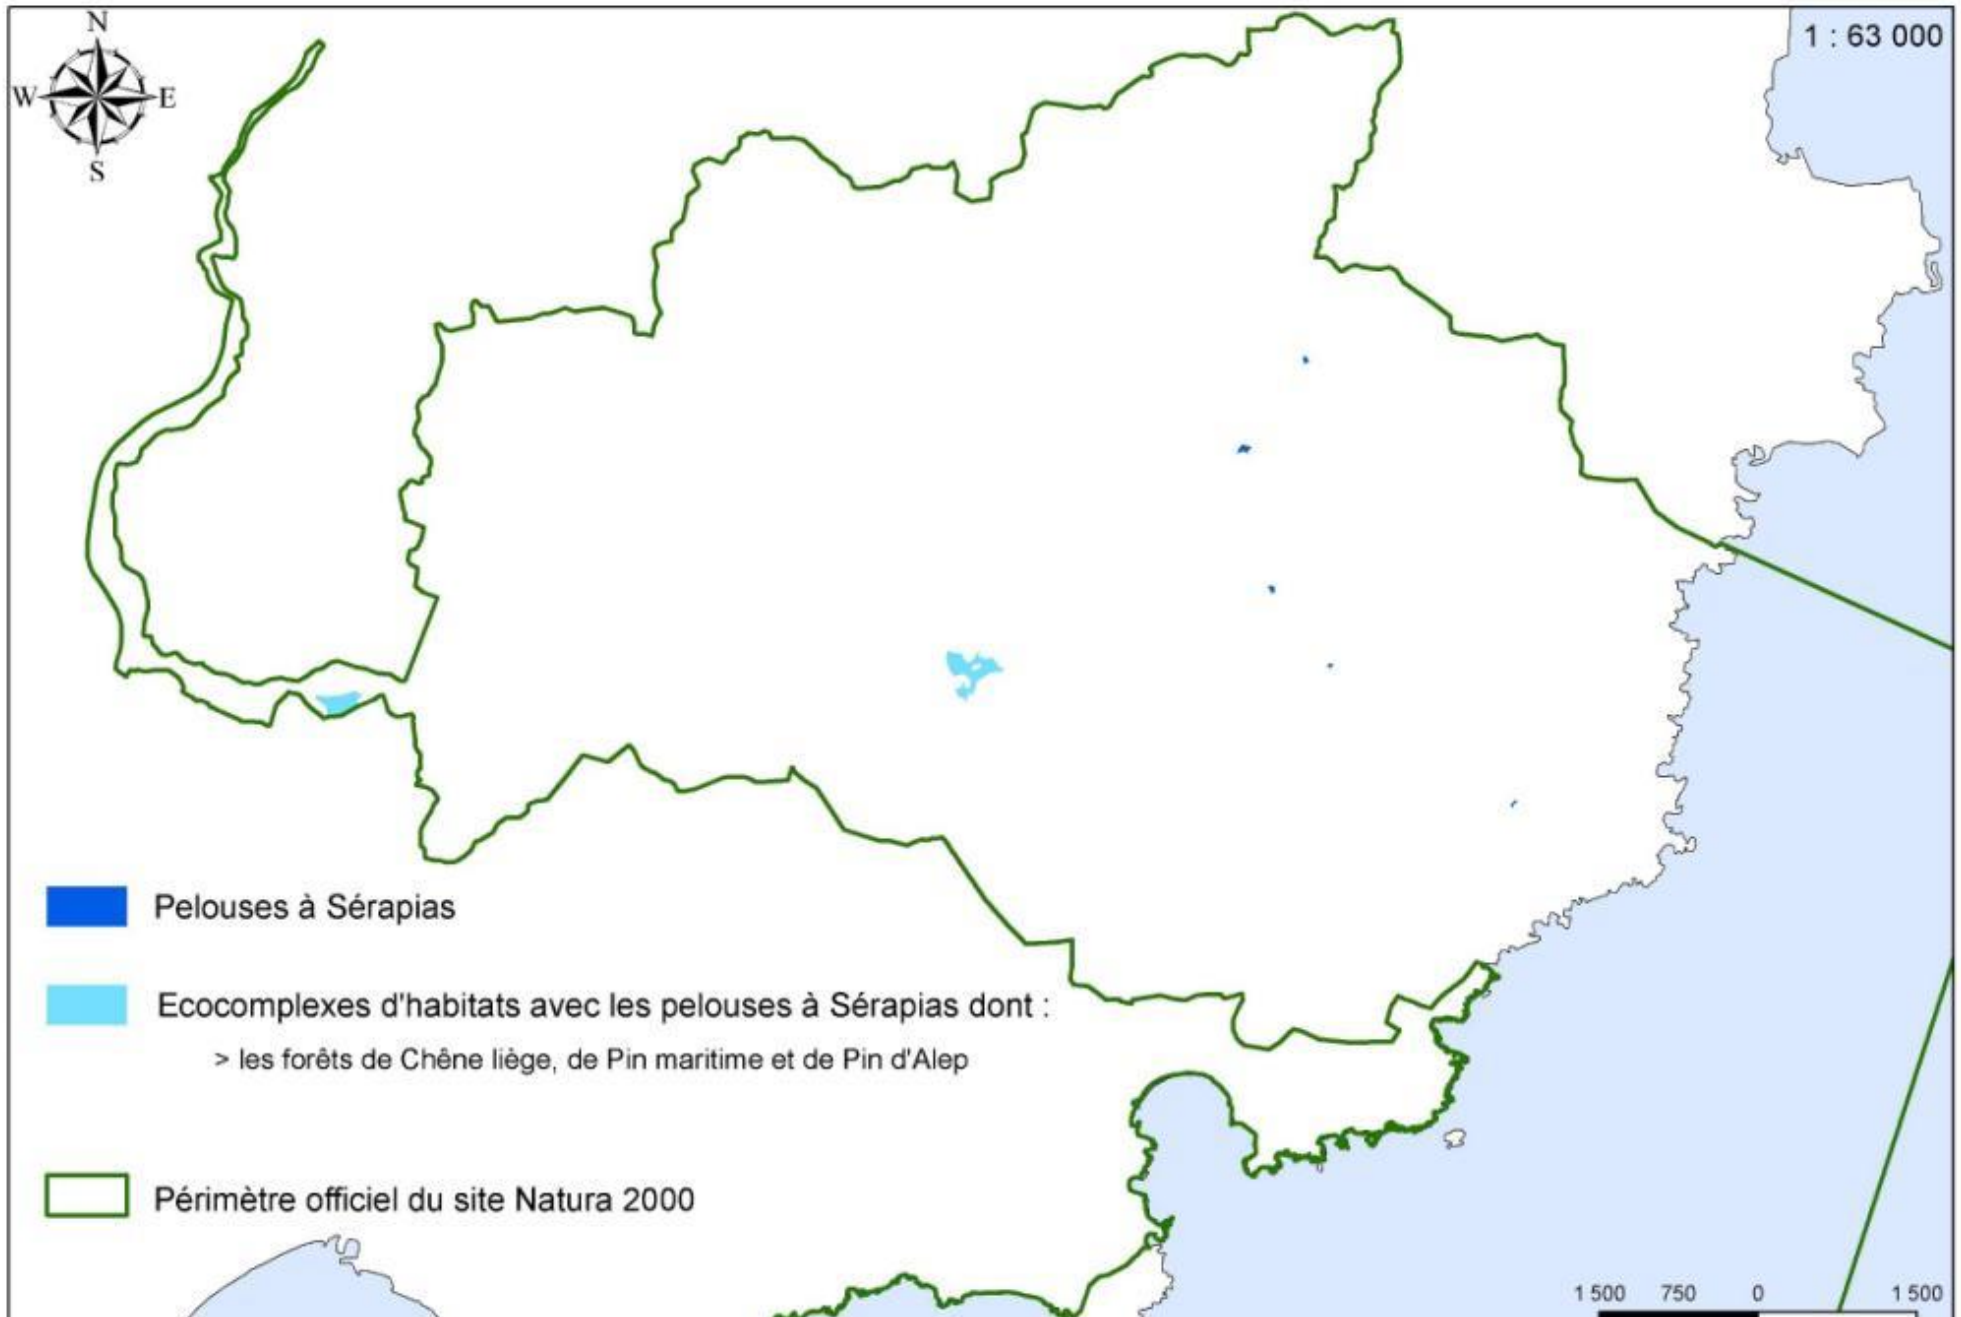 N
1 : 63 000
W E
S
Pelouses à Sérapias
Ecocomplexes d'habitats avec les pelouses à Sérapias dont :
> les forêts de Chêne liège, de Pin maritime et de Pin d'Alep
Périmètre officiel du site Natura 2000
1 500 750 0 1 500